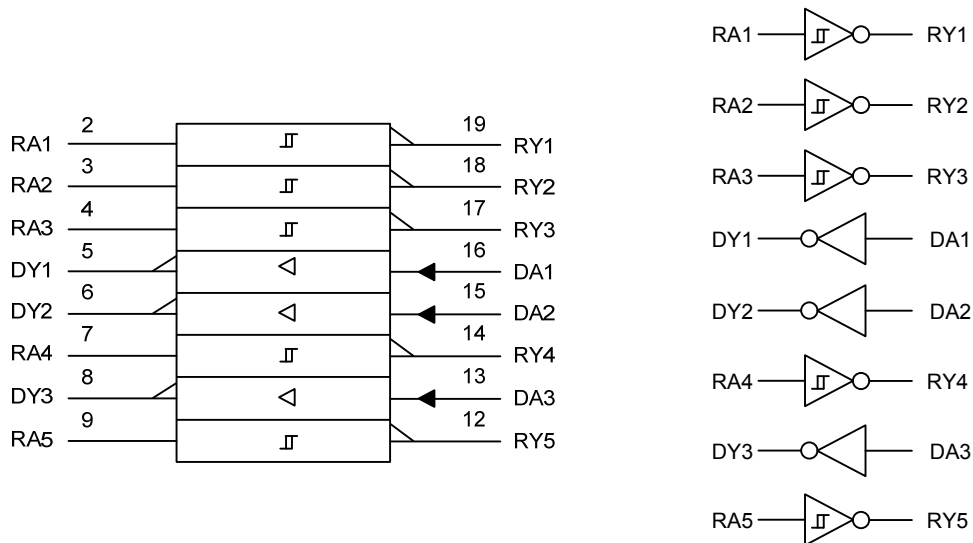 RA1 2 19 RY1
RA2 3 18 RY2
RA3 4 17 RY3
DY1 5 16 DA1
DY2 6 15 DA2
RA4 7 14 RY4
DY3 8 13 DA3
RA5 9 12 RY5
RA1 RY1
RA2 RY2
RA3 RY3
DY1 DA1
DY2 DA2
RA4 RY4
DY3 DA3
RA5 RY5